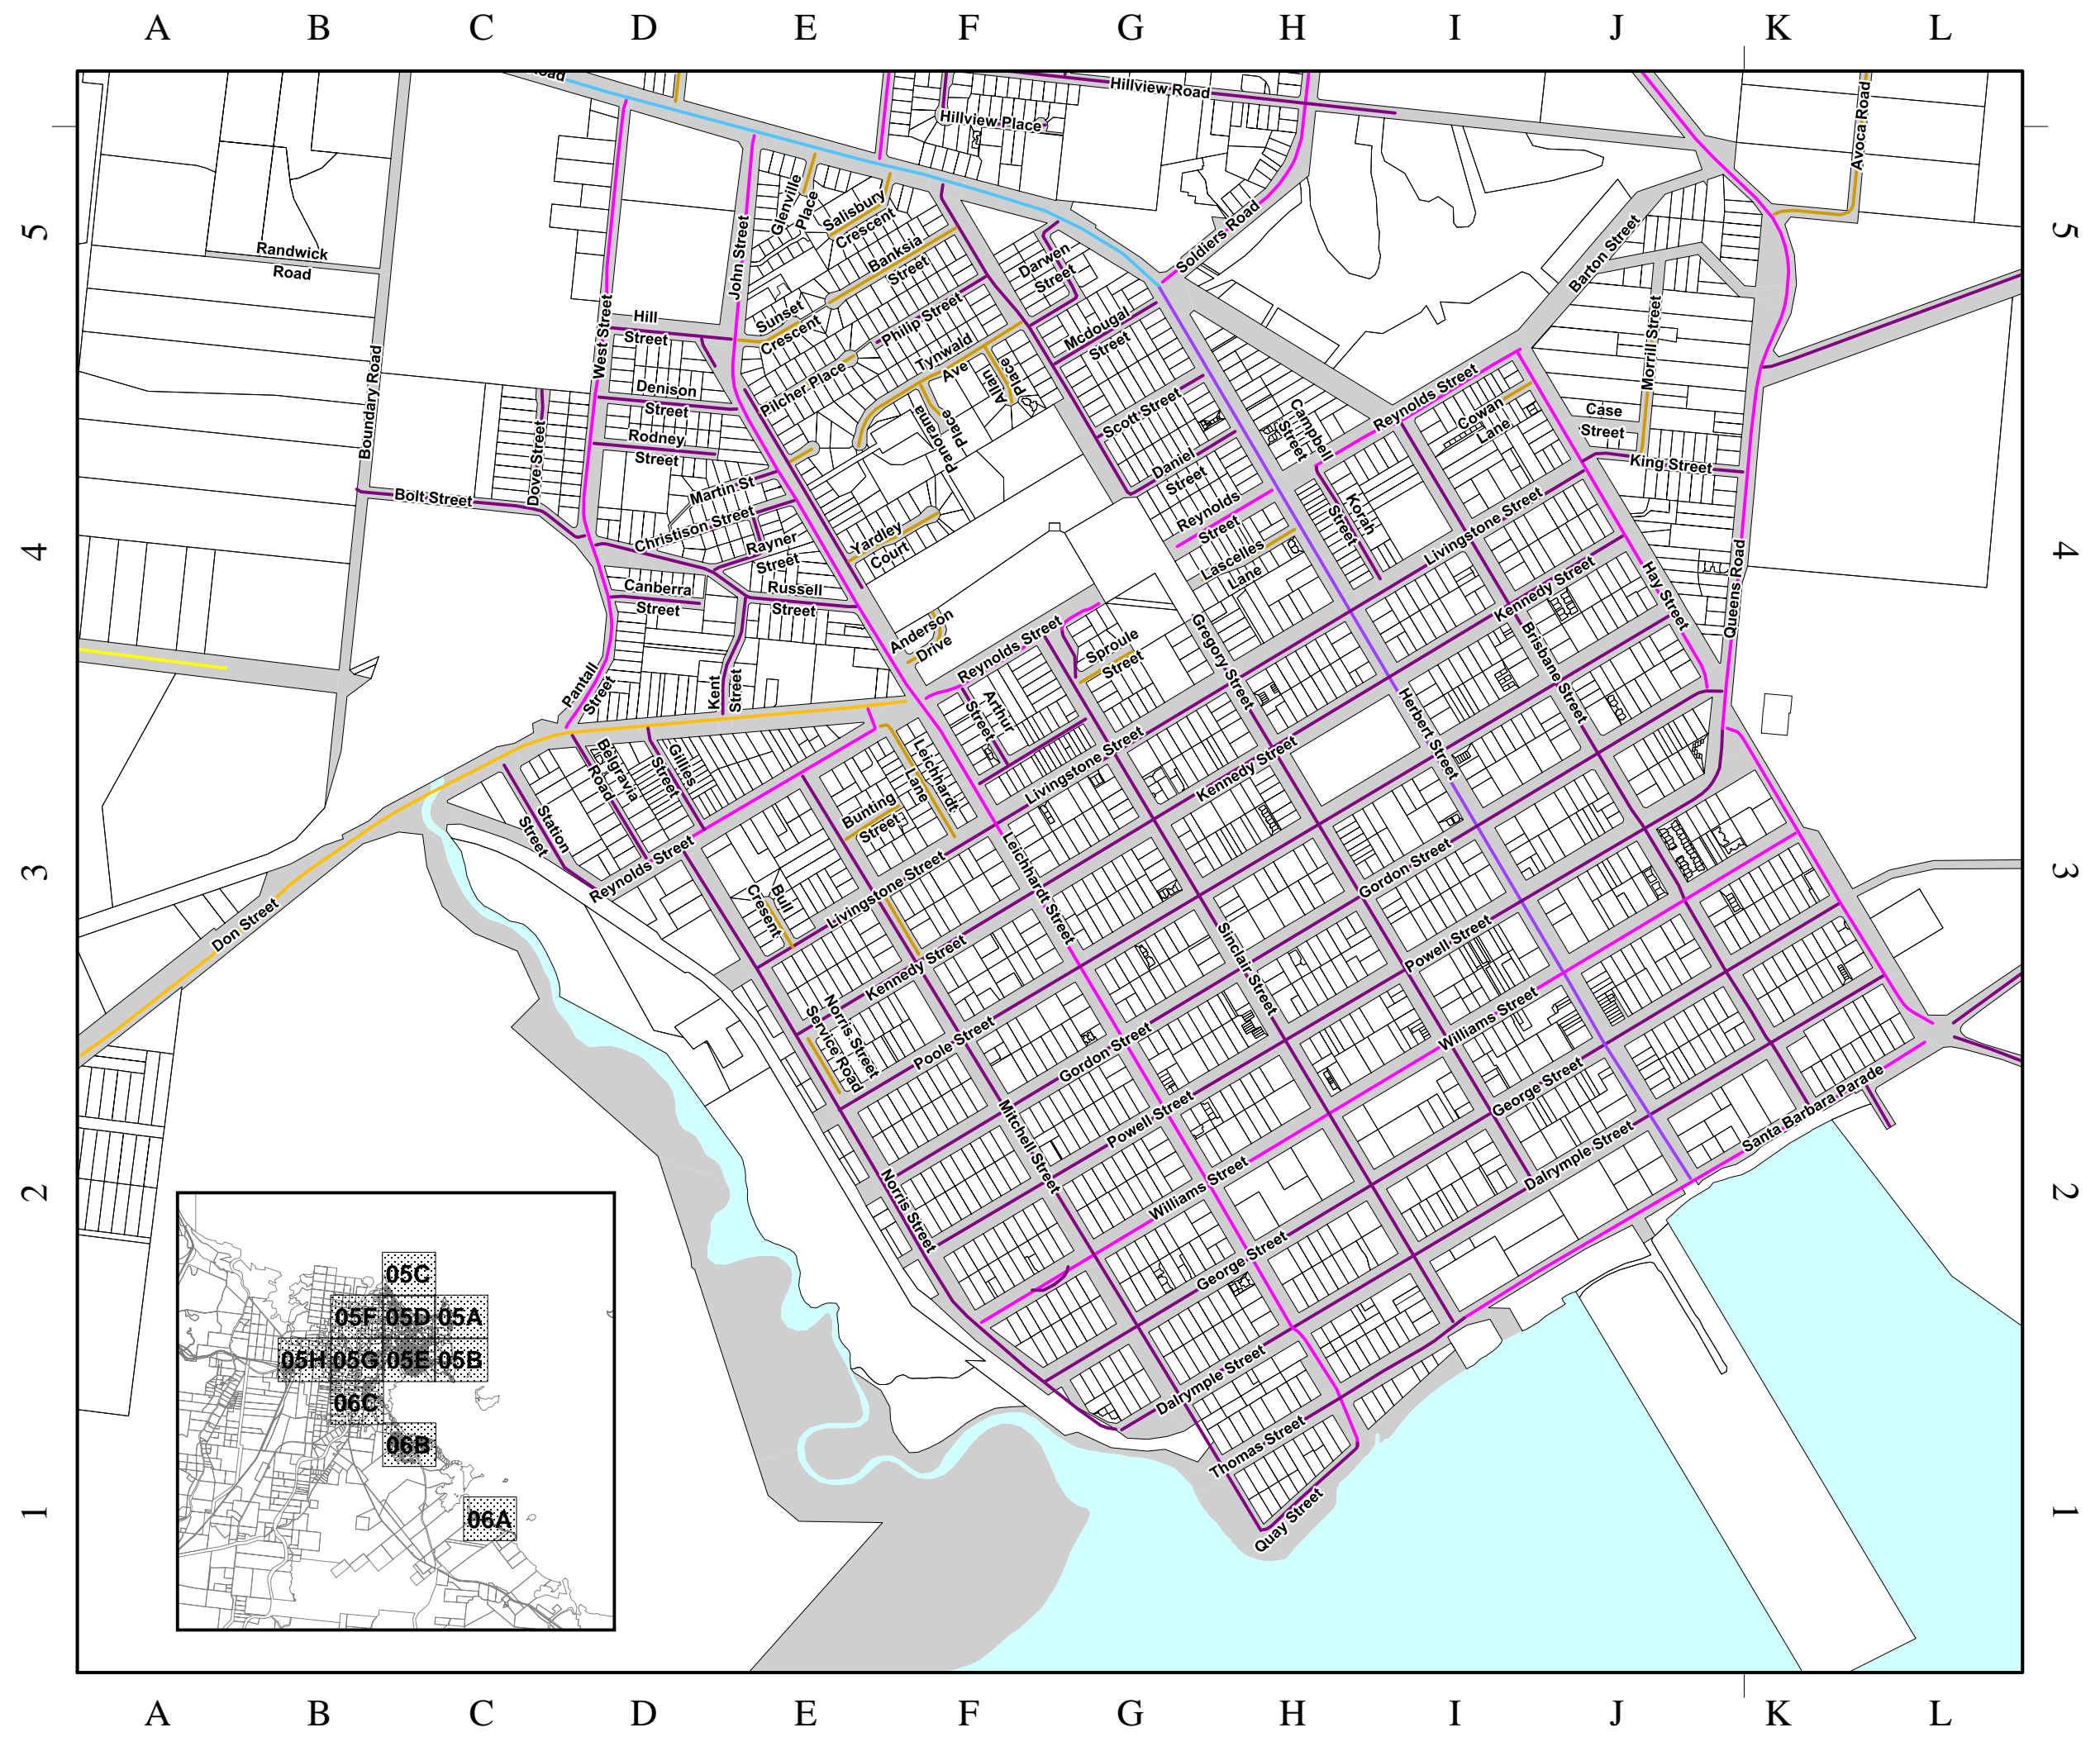 A B C D E F G H I J K L
Road
Hillview Road
Hillview Place
Avoca Road
5
5
Glenville
Place
Salisbury
Crescent
Banksia
Street
John Street
Darwen
Street
Soldiers Road
Barton Street
Randwick
Road
Hill
Street
West Street
Sunset
Crescent
Philip Street
Mcdougal
Street
Morrill Street
Boundary Road
Denison
Street
Pilcher Place
Tynwald
Ave
Allan
Place
Panorama
Place
Scott Street
Campbell
Street
Reynolds Street
Cowan
Lane
Case
Street
King Street
Rodney
Street
Dove Street
Bolt Street
Martin St
Christison Street
Rayner
Street
Daniel
Street
Reynolds
Street
Korah
Street
Livingstone Street
4
4
Yardley
Court
Lascelles
Lane
Kennedy Street
Hay Street
Queens Road
Canberra
Street
Russell
Street
Anderson
Drive
Reynolds Street
Sproule
Street
Gregory Street
Brisbane Street
Pantall
Street
Kent
Street
Arthur
Street
Herbert Street
Belgravia
Road
Gillies
Street
Leichhardt
Lane
Livingstone Street
Kennedy Street
Station
Street
Bunting
Street
Reynolds Street
Leichhardt Street
Gordon Street
3
3
Bull
Cresent
Livingstone Street
Don Street
Kennedy Street
Sinclair Street
Powell Street
Norris Street
Service Road
Poole Street
Gordon Street
Williams Street
George Street
Santa Barbara Parade
Mitchell Street
Powell Street
Dalrymple Street
2
2
Norris Street
Williams Street
George Street
Dalrymple Street
Thomas Street
Quay Street
05C
05F 05D 05A
05H 05G 05E 05B
06C
06B
06A
1
1
A B C D E F G H I J K L